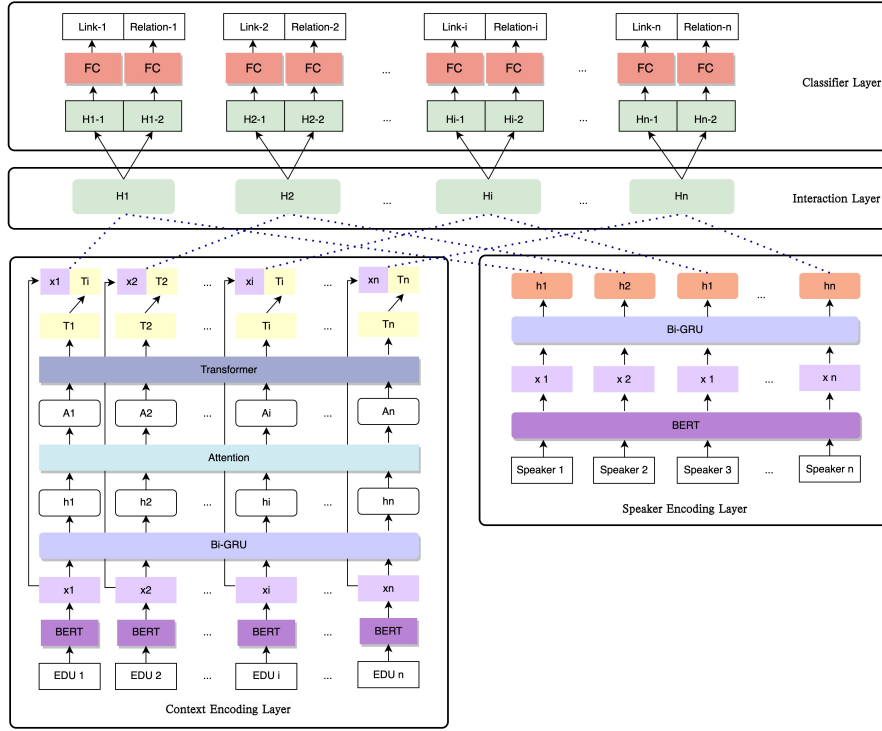 Link-1 Relation-1 Link-2 Relation-2 Link-i Relation-i Link-n Relation-n
FC FC FC FC ... FC FC ... FC FC
Classifier Layer
H1-1 H1-2 H2-1 H2-2 ... Hi-1 Hi-2 ... Hn-1 Hn-2
H1 H2 ... Hi ... Hn
Interaction Layer
x1 Ti x2 T2 ... xi Ti ... xn Tn
T1 T2 ... Ti ... Tn
Transformer
A1 A2 ... Ai ... An
Attention
h1 h2 ... hi ... hn
Bi-GRU
x1 x2 ... xi ... xn
BERT BERT ... BERT ... BERT
EDU 1 EDU 2 ... EDU i ... EDU n
Context Encoding Layer
h1 h2 h1 ... hn
Bi-GRU
x 1 x 2 x 1 ... x n
BERT
Speaker 1 Speaker 2 Speaker 3 ... Speaker n
Speaker Encoding Layer